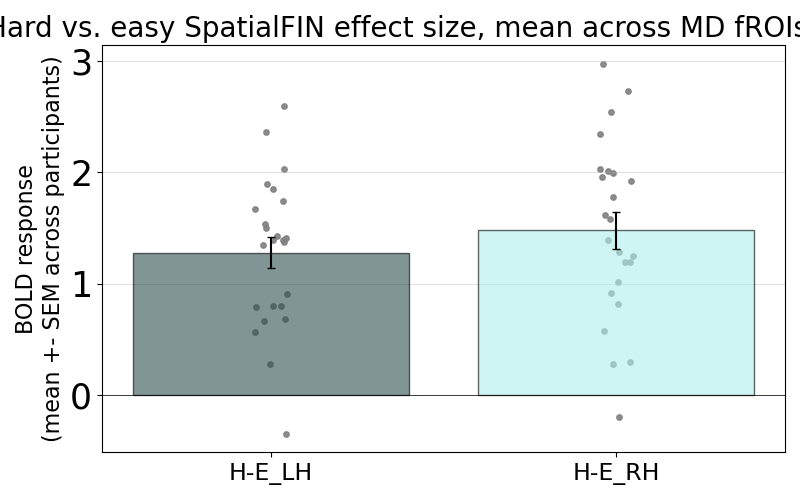 Hard vs. easy SpatialFIN effect size, mean across MD fROIs
BOLD response
(mean +- SEM across participants)
3
2
1
0
H-E_LH
H-E_RH